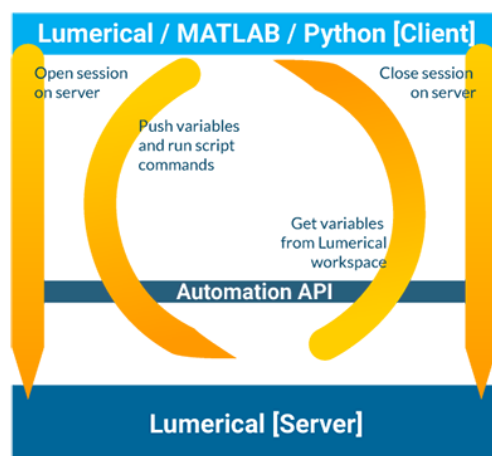 Lumerical / MATLAB / Python [Client]
Open session
on server
Close session
on server
Push variables
and run script
commands
Get variables
from Lumerical
workspace
Automation API
Lumerical [Server]